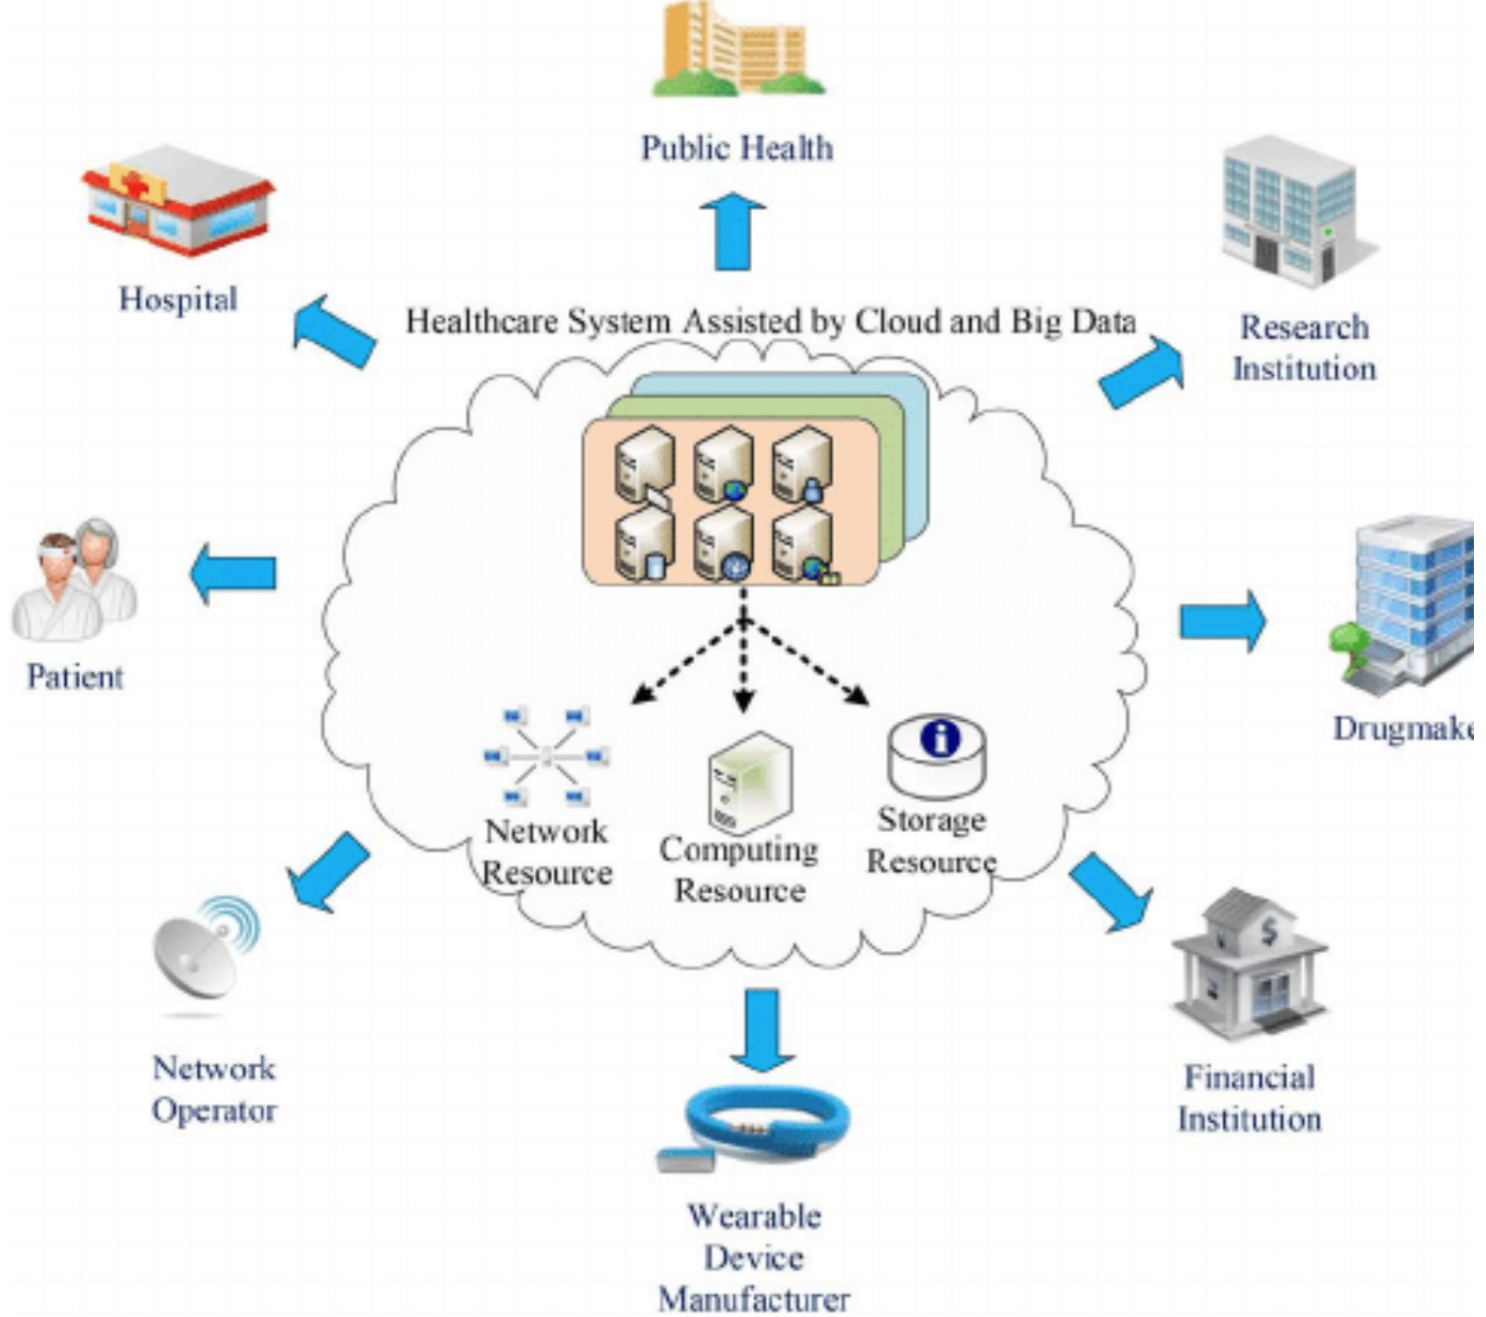 Public Health
Hospital
Healthcare System Assisted by Cloud and Big Data
Research
Institution
Patient
Drugmake
Network
Resource
Computing
Resource
Storage
Resource
Network
Operator
Financial
Institution
Wearable
Device
Manufacturer